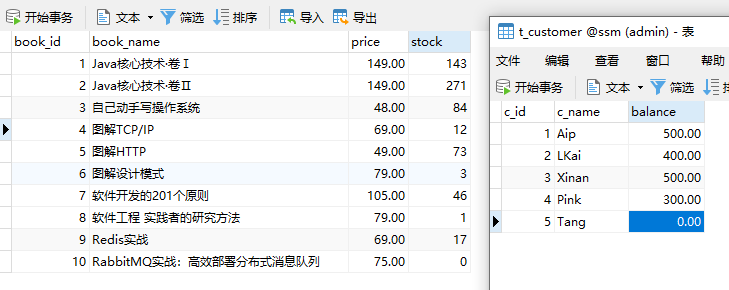 开始事务 文本 筛选 排序 导入 导出
book_id book_name price stock
1 Java核心技术·卷Ⅰ 149.00 143
2 Java核心技术·卷Ⅱ 149.00 271
3 自己动手写操作系统 48.00 84
4 图解TCP/IP 69.00 12
5 图解HTTP 49.00 73
6 图解设计模式 79.00 3
7 软件开发的201个原则 105.00 46
8 软件工程 实践者的研究方法 79.00 1
9 Redis实战 69.00 17
10 RabbitMQ实战：高效部署分布式消息队列 75.00 0
t_customer @ssm (admin) - 表
文件 编辑 查看 窗口 帮助
开始事务 文本 筛选
c_id c_name balance
1 Aip 500.00
2 LKai 400.00
3 Xinan 500.00
4 Pink 300.00
5 Tang 0.00